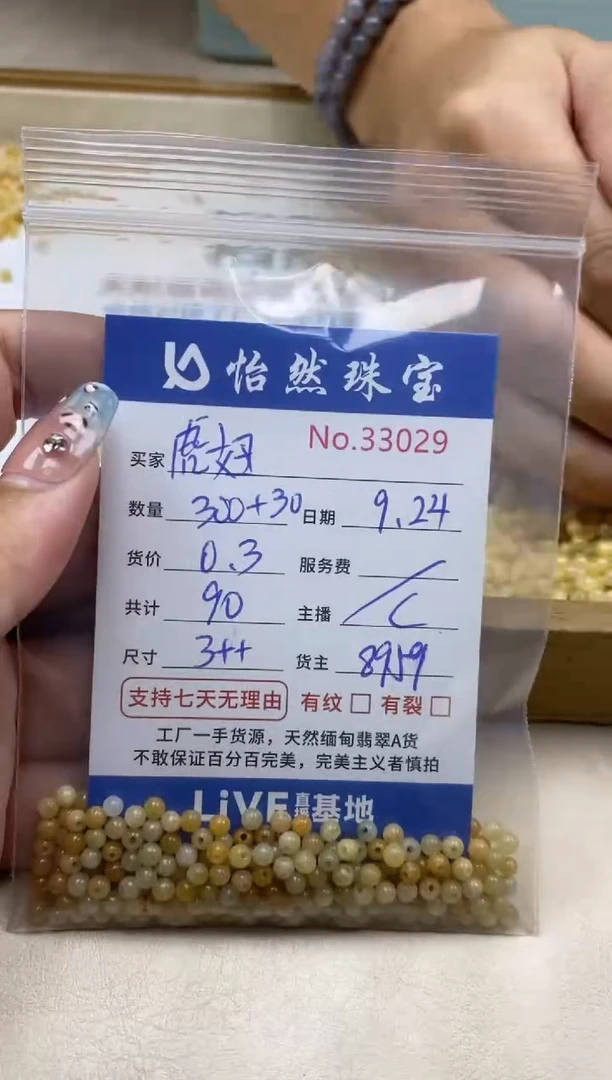 怡然珠宝
No.33029
买家 虎妞
数量 300+30 日期 9.24
货价 0.3 服务费 /
共计 90 主播 C
尺寸 3++ 货主 8959
支持七天无理由 有纹 □ 有裂 □
工厂一手货源，天然缅甸翡翠A货
不敢保证百分百完美，完美主义者慎拍
LiVE直播基地